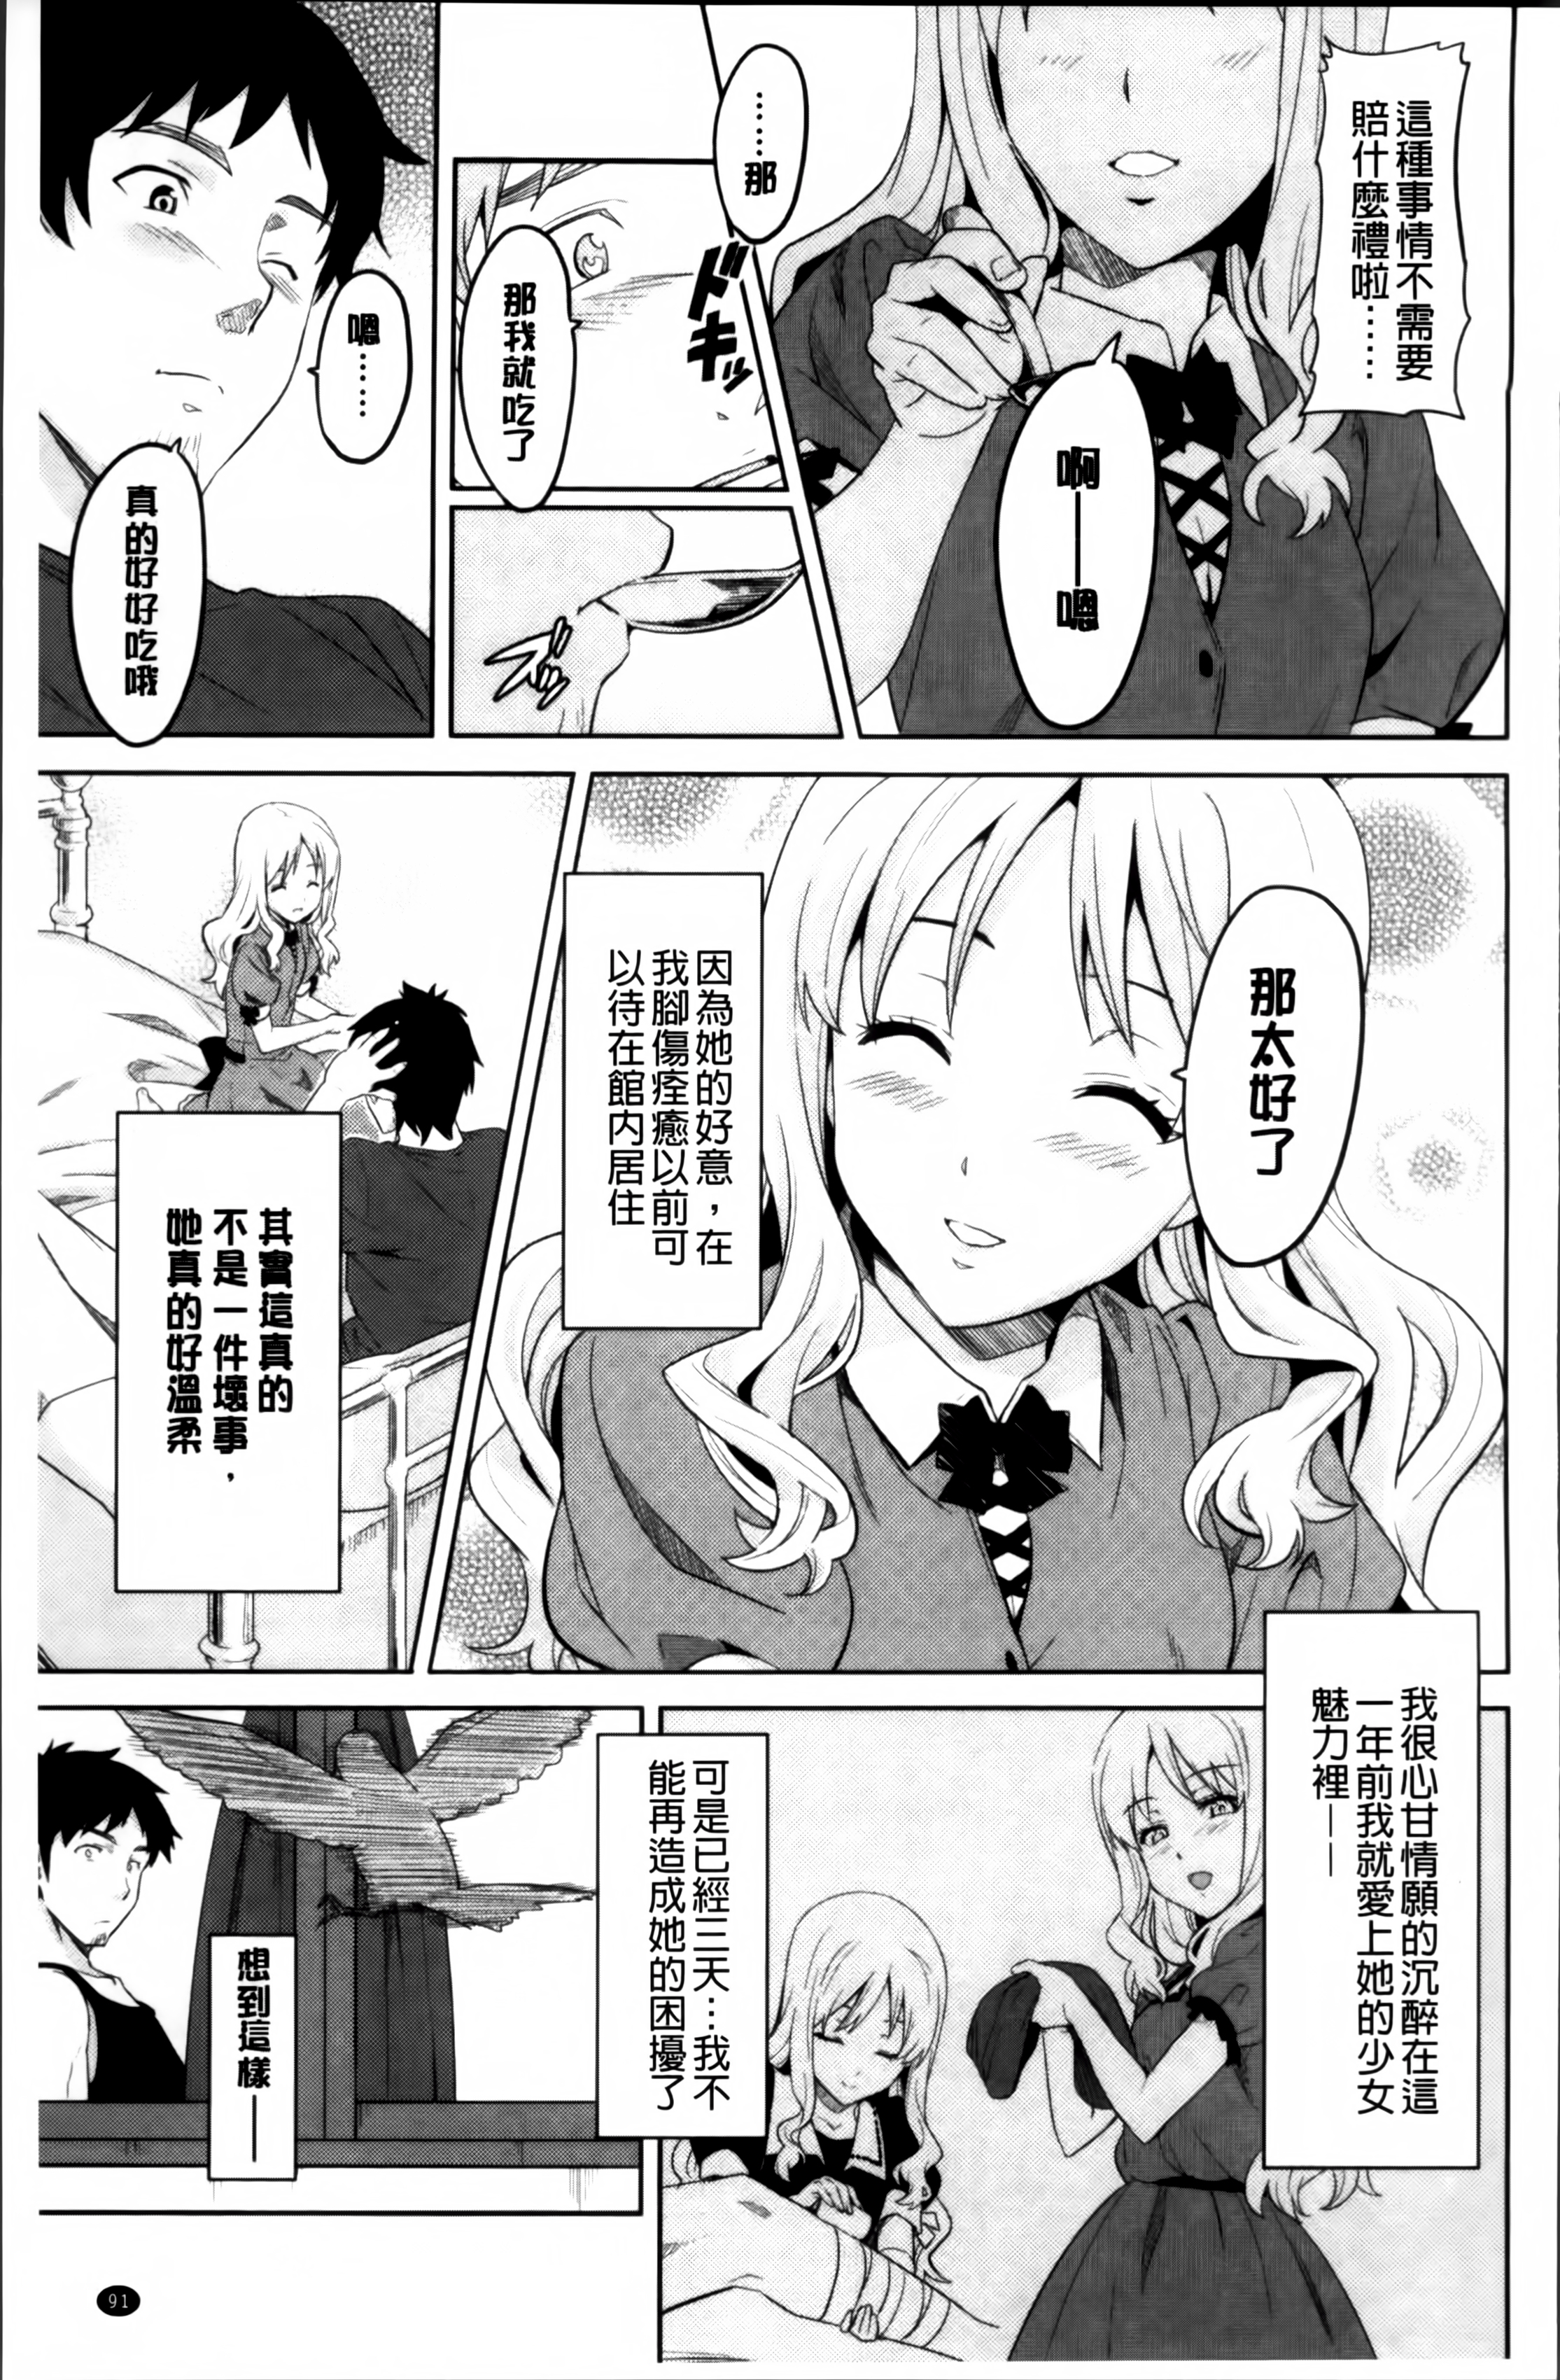 這種事情不需要
賠什麼禮啦……
啊——嗯
……那
ドキッ
那我就吃了
ズッ
嗯……
真的好好吃哦
那太好了
因為她的好意，在
我腳傷痊癒以前可
以待在館內居住
其實這真的
不是一件壞事，
她真的好溫柔
我很心甘情願的沉醉在這
一年前我就愛上她的少女
魅力裡——
可是已經三天…我不
能再造成她的困擾了
想到這樣——
91